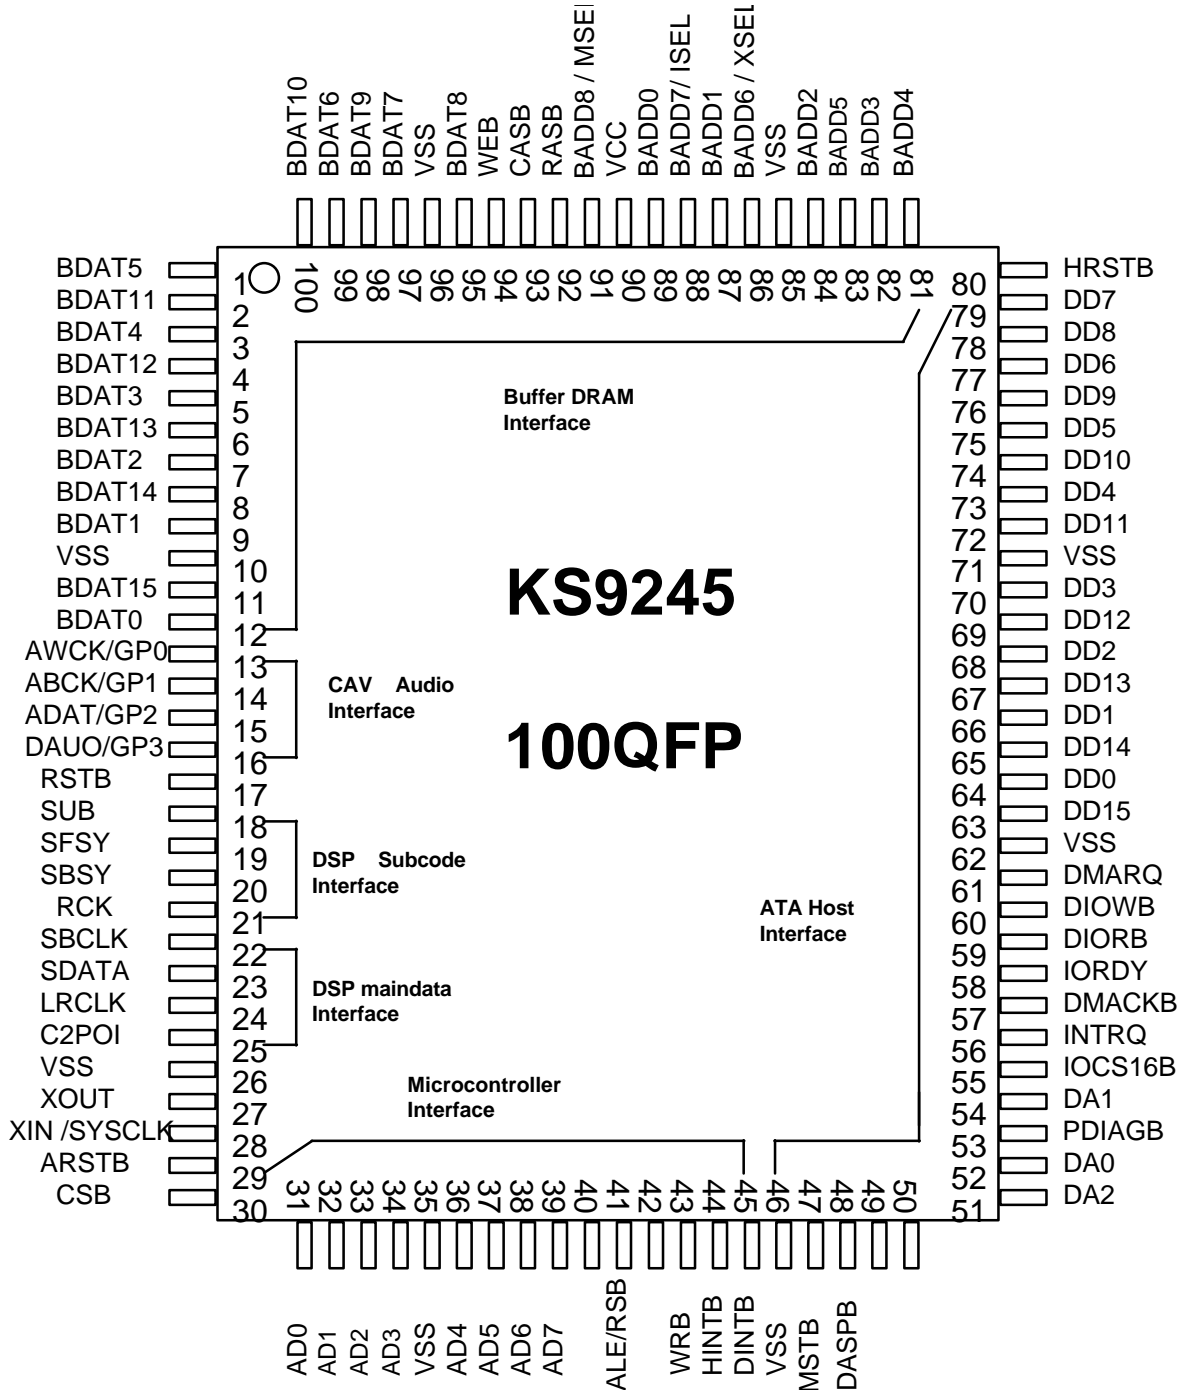 BDAT10
BDAT6
BDAT9
BDAT7
VSS
BDAT8
WEB
CASB
RASB
BADD8 / MSEL
VCC
BADD0
BADD7/ ISEL
BADD1
BADD6 / XSEL
VSS
BADD2
BADD5
BADD3
BADD4
100
99
98
97
96
95
94
93
92
91
90
89
88
87
86
85
84
83
82
81
BDAT5 1
BDAT11 2
BDAT4 3
BDAT12 4
BDAT3 5
BDAT13 6
BDAT2 7
BDAT14 8
BDAT1 9
VSS 10
BDAT15 11
BDAT0 12
AWCK/GP0 13
ABCK/GP1 14
ADAT/GP2 15
DAUO/GP3 16
RSTB 17
SUB 18
SFSY 19
SBSY 20
RCK 21
SBCLK 22
SDATA 23
LRCLK 24
C2POI 25
VSS 26
XOUT 27
XIN /SYSCLK 28
ARSTB 29
CSB 30
Buffer DRAM
Interface
KS9245
100QFP
CAV Audio
Interface
DSP Subcode
Interface
DSP maindata
Interface
Microcontroller
Interface
ATA Host
Interface
80 HRSTB
79 DD7
78 DD8
77 DD6
76 DD9
75 DD5
74 DD10
73 DD4
72 DD11
71 VSS
70 DD3
69 DD12
68 DD2
67 DD13
66 DD1
65 DD14
64 DD0
63 DD15
62 VSS
61 DMARQ
60 DIOWB
59 DIORB
58 IORDY
57 DMACKB
56 INTRQ
55 IOCS16B
54 DA1
53 PDIAGB
52 DA0
51 DA2
31
32
33
34
35
36
37
38
39
40
41
42
43
44
45
46
47
48
49
50
AD0
AD1
AD2
AD3
VSS
AD4
AD5
AD6
AD7
ALE/RSB
WRB
HINTB
DINTB
VSS
MSTB
DASPB